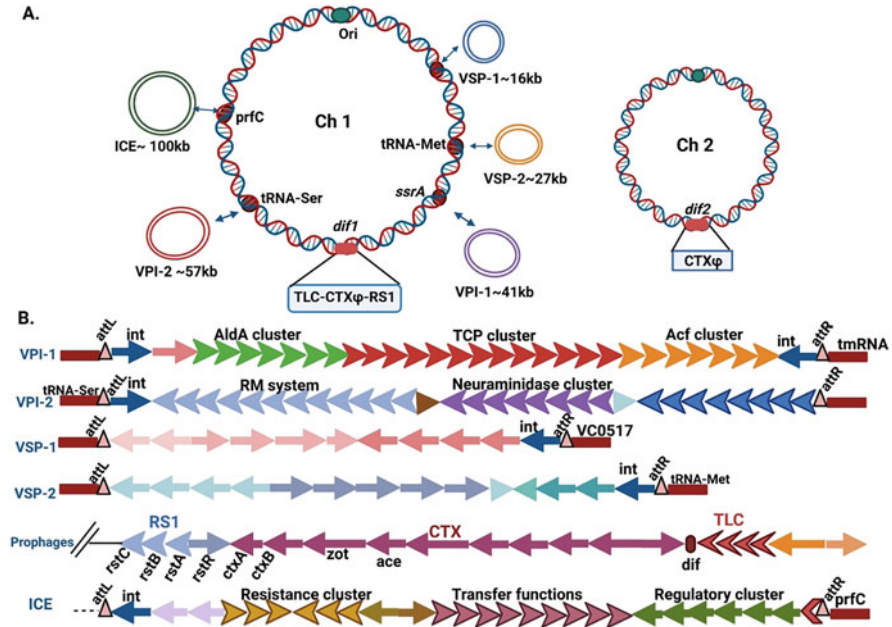 A.
Ori
VSP-1~16kb
prfC
Ch 1
ICE~ 100kb
tRNA-Met
VSP-2~27kb
Ch 2
tRNA-Ser
ssrA
dif1
dif2
VPI-2 ~57kb
VPI-1~41kb
TLC-CTXφ-RS1
CTXφ
B.
attL int AldA cluster TCP cluster Acf cluster int attR tmRNA
VPI-1
tRNA-Ser attL int RM system Neuraminidase cluster attR
VPI-2
attL int attR VC0517
VSP-1
attL int attR tRNA-Met
VSP-2
RS1 CTX TLC
Prophages
rstC rstB rstA rstR ctxA ctxB zot ace dif
attL int Resistance cluster Transfer functions Regulatory cluster attR prfC
ICE